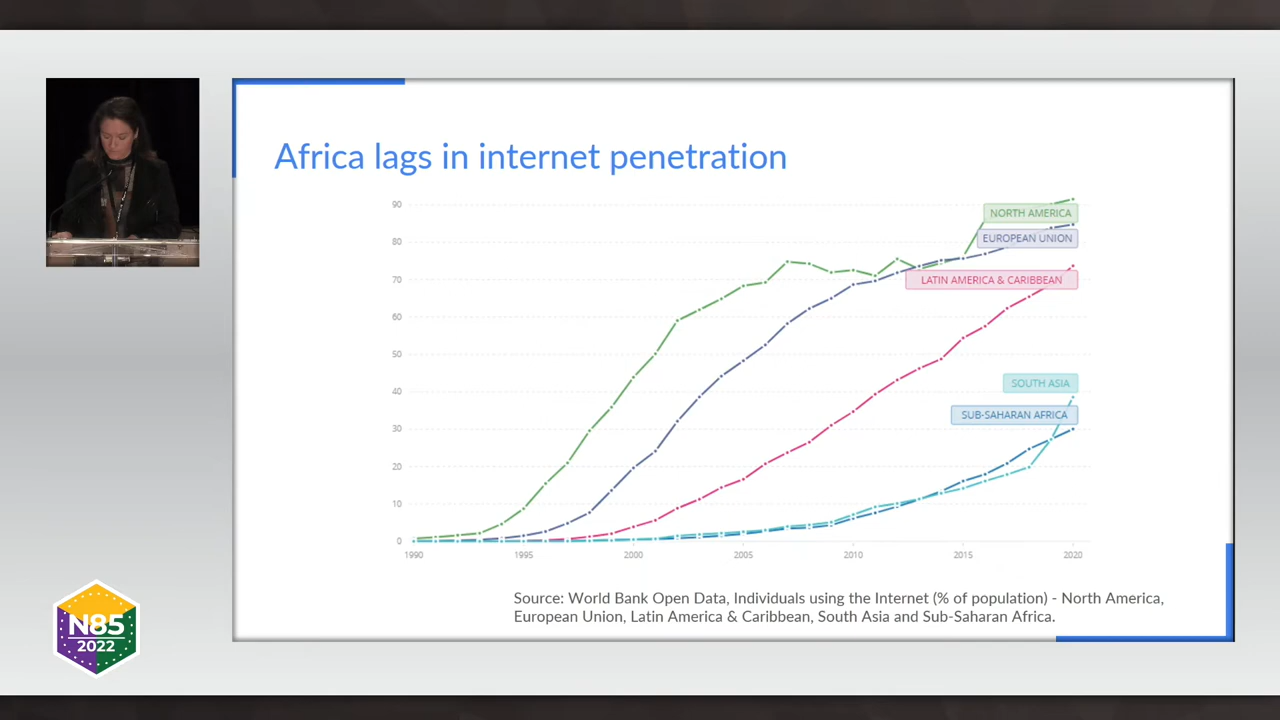 Africa lags in internet penetration
90
80
70
60
50
40
30
20
10
0
NORTH AMERICA
EUROPEAN UNION
LATIN AMERICA & CARIBBEAN
SOUTH ASIA
SUB-SAHARAN AFRICA
1990 1995 2000 2005 2010 2015 2020
Source: World Bank Open Data, Individuals using the Internet (% of population) - North America,
European Union, Latin America & Caribbean, South Asia and Sub-Saharan Africa.
N85
2022